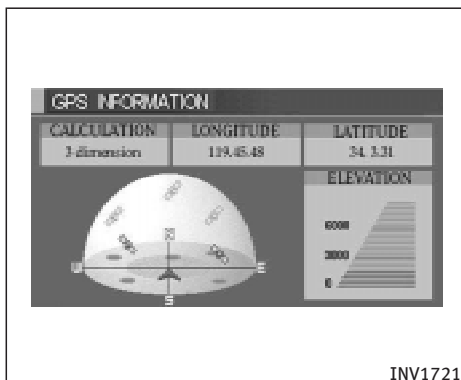 GPS INFORMATION
CALCULATION LONGITUDE LATITUDE
3-dimension 119.45.48 34. 3.31
ELEVATION
6000
N
3000
W E
0
S
INV1721